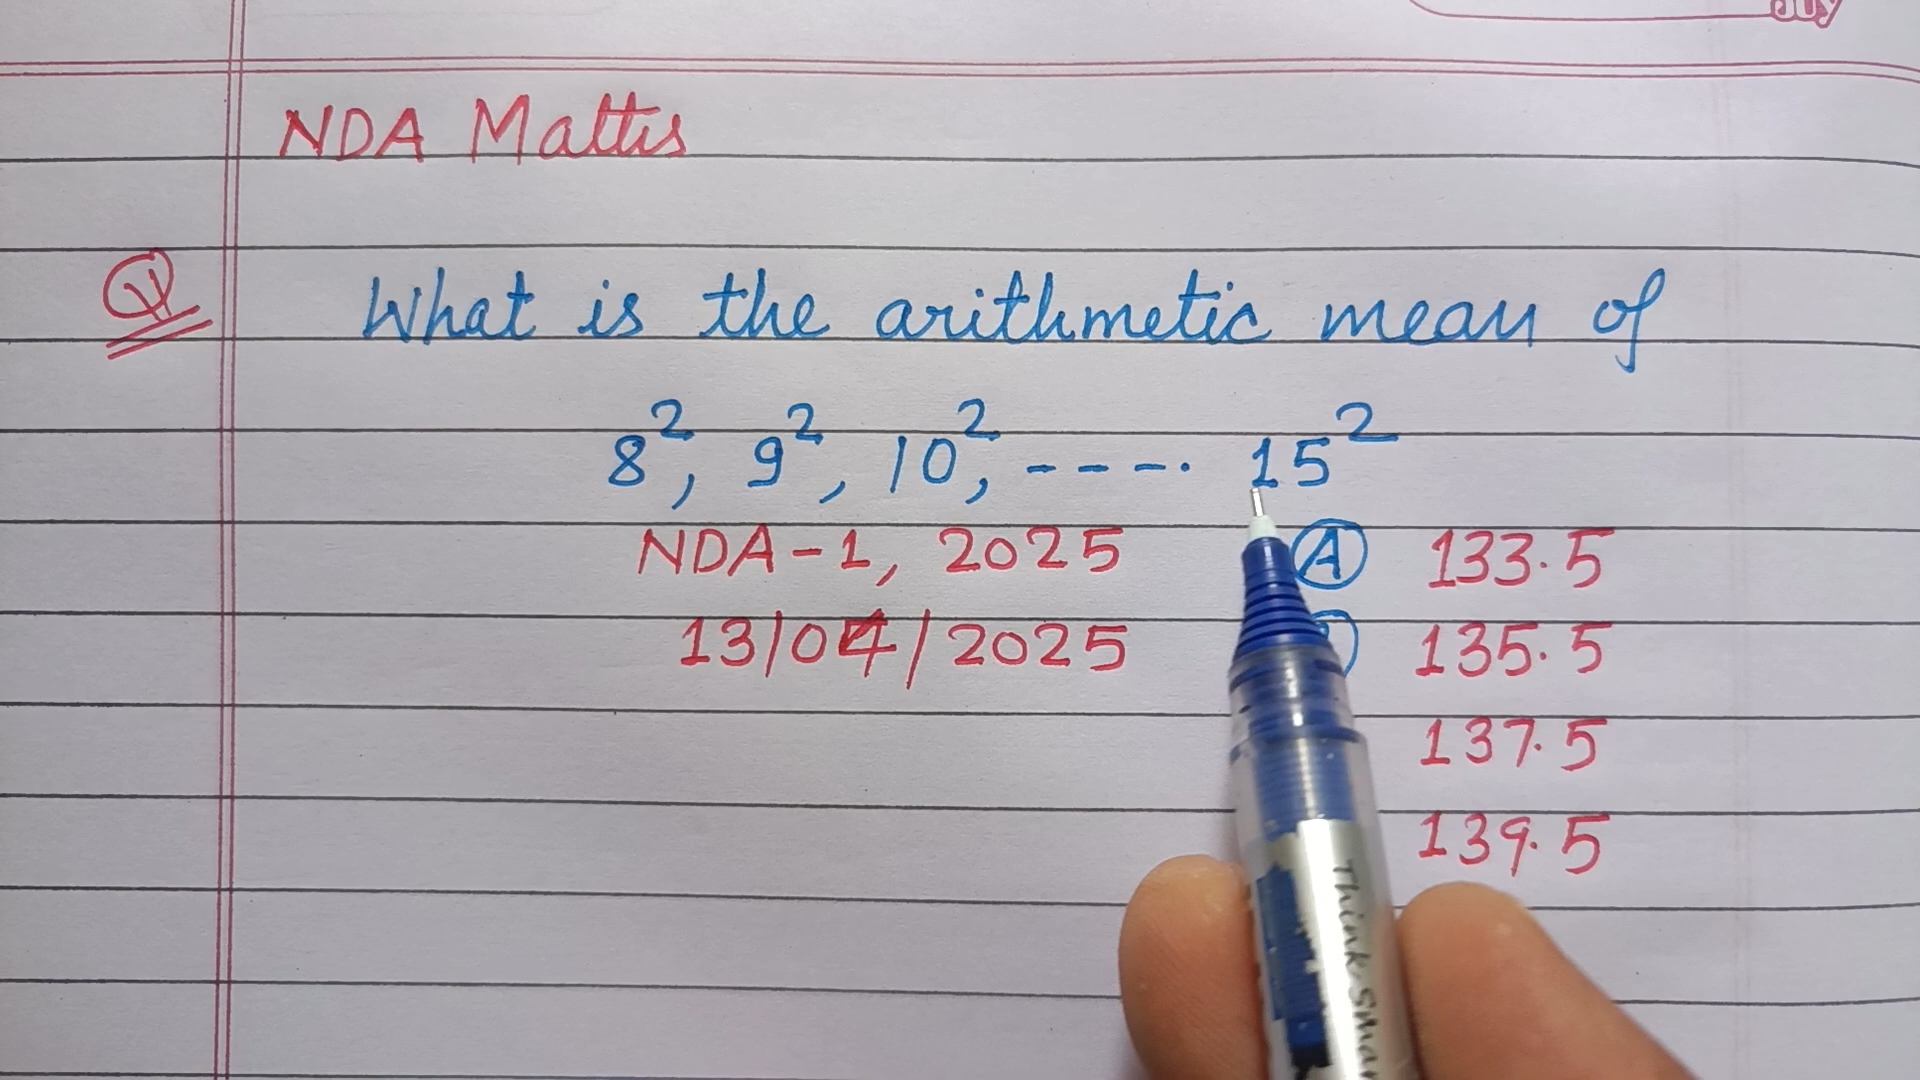 NDA Maths
Q
What is the arithmetic mean of
8², 9², 10², ----. 15²
NDA-1, 2025 A 133.5
13/04/2025 135.5
137.5
139.5
Think